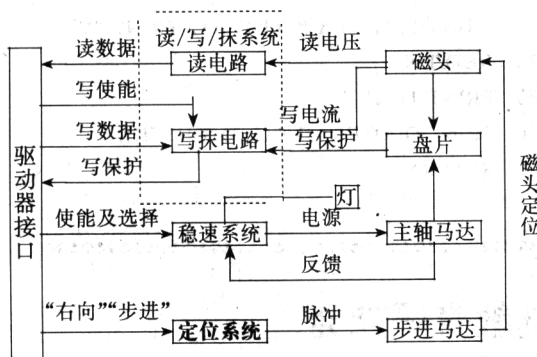 读/写/抹系统
读数据
读电路
读电压
磁头
写使能
写电流
写数据
写抹电路
写保护
盘片
写保护
驱动器接口
磁头定位
灯
使能及选择
稳速系统
电源
主轴马达
反馈
“右向”“步进”
定位系统
脉冲
步进马达